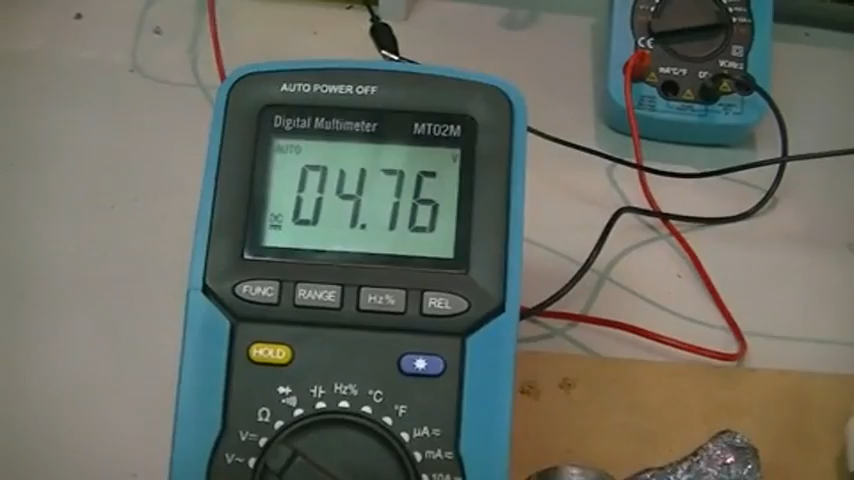 AUTO POWER OFF
Digital Multimeter MT02M
AUTO V
DC 04.76
FUNC RANGE Hz% REL
HOLD
Hz%
Ω °C
°F
V⎓ µA≂
V~ mA≂
10A
CE